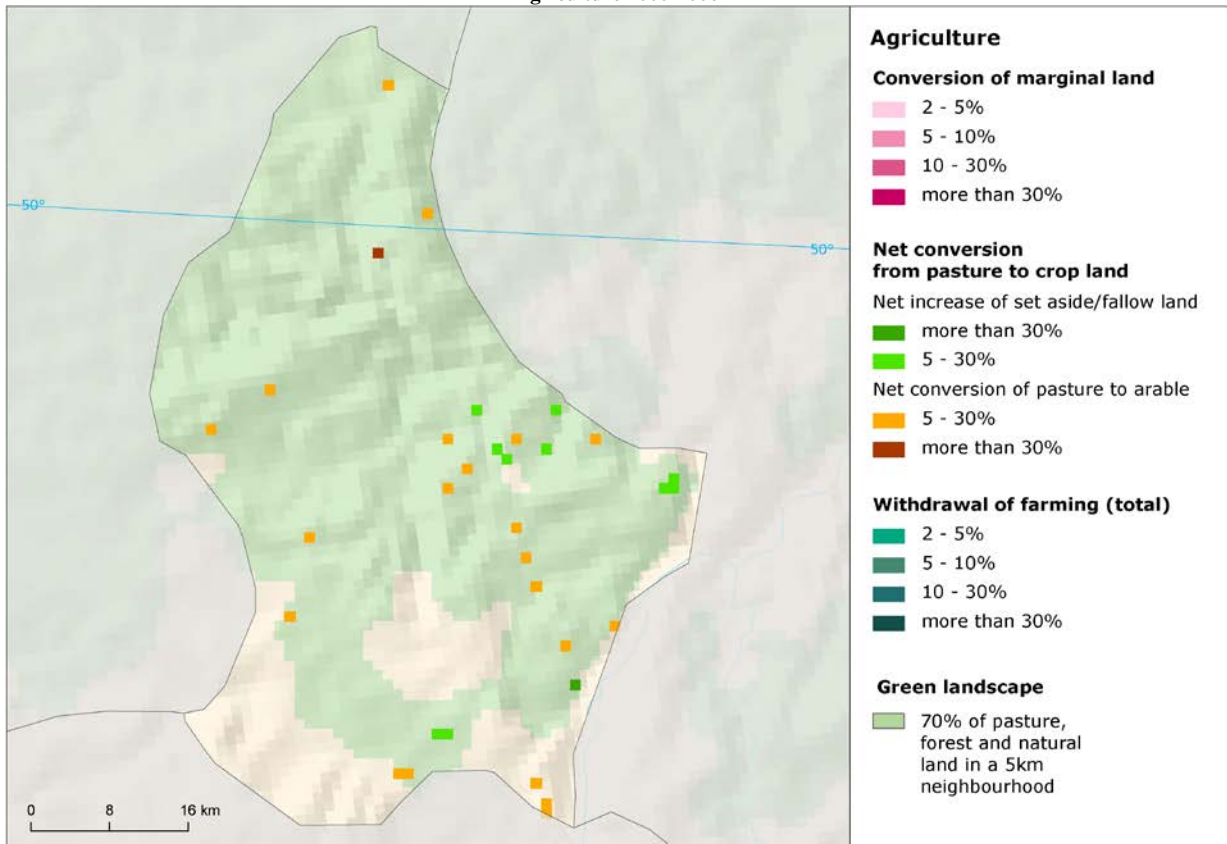 50°
50°
0 8 16 km
Agriculture
Conversion of marginal land
2 - 5%
5 - 10%
10 - 30%
more than 30%
Net conversion
from pasture to crop land
Net increase of set aside/fallow land
more than 30%
5 - 30%
Net conversion of pasture to arable
5 - 30%
more than 30%
Withdrawal of farming (total)
2 - 5%
5 - 10%
10 - 30%
more than 30%
Green landscape
70% of pasture,
forest and natural
land in a 5km
neighbourhood